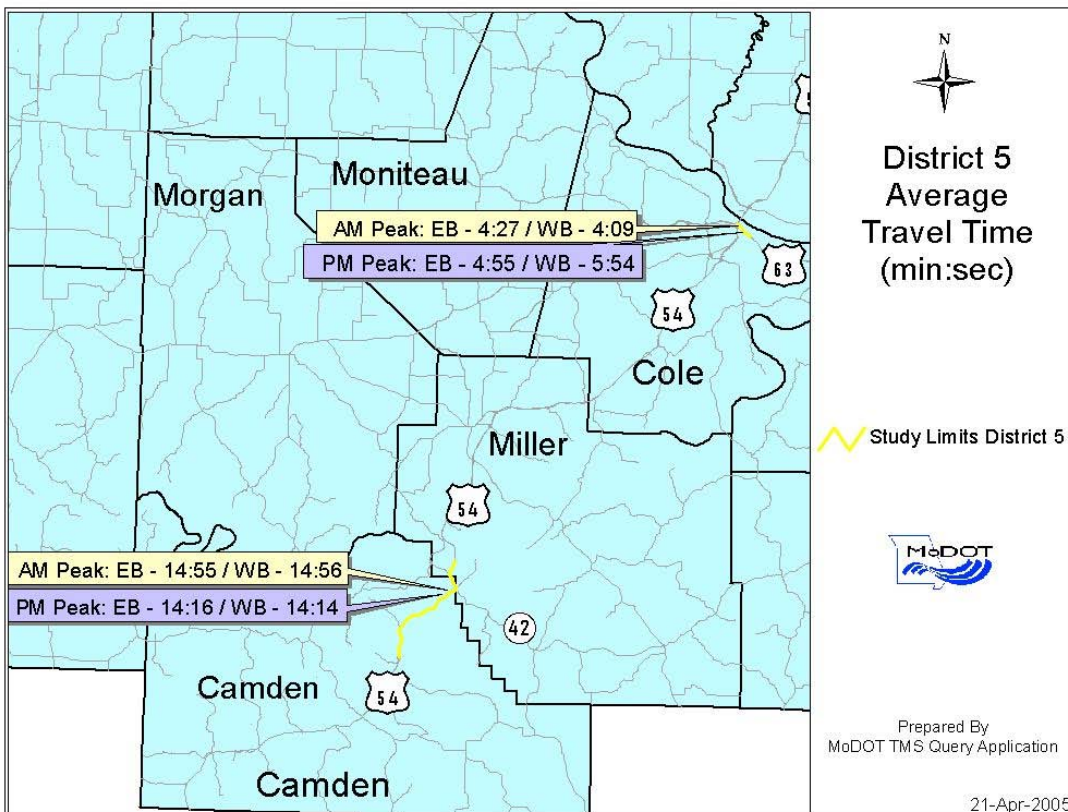 N
District 5
Average
Travel Time
(min:sec)
Morgan
Moniteau
AM Peak: EB - 4:27 / WB - 4:09
PM Peak: EB - 4:55 / WB - 5:54
63
54
Cole
Miller
Study Limits District 5
54
MoDOT
AM Peak: EB - 14:55 / WB - 14:56
PM Peak: EB - 14:16 / WB - 14:14
42
Camden
54
Camden
Prepared By
MoDOT TMS Query Application
21-Apr-2005